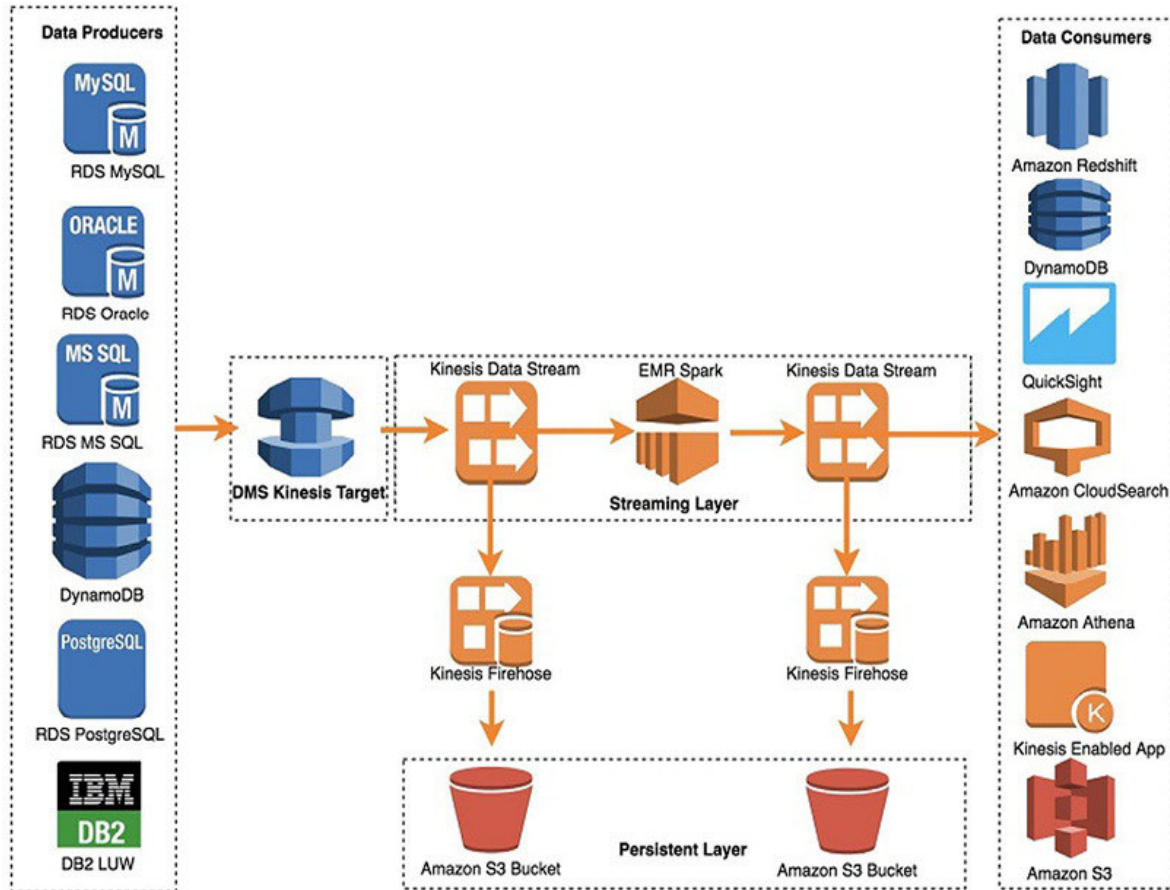 Data Producers
MySQL
M
RDS MySQL
ORACLE
M
RDS Oracle
MS SQL
M
RDS MS SQL
DynamoDB
PostgreSQL
RDS PostgreSQL
IBM
DB2
DB2 LUW
DMS Kinesis Target
Kinesis Data Stream
EMR Spark
Kinesis Data Stream
Streaming Layer
Kinesis Firehose
Kinesis Firehose
Amazon S3 Bucket
Persistent Layer
Amazon S3 Bucket
Data Consumers
Amazon Redshift
DynamoDB
QuickSight
Amazon CloudSearch
Amazon Athena
K
Kinesis Enabled App
Amazon S3